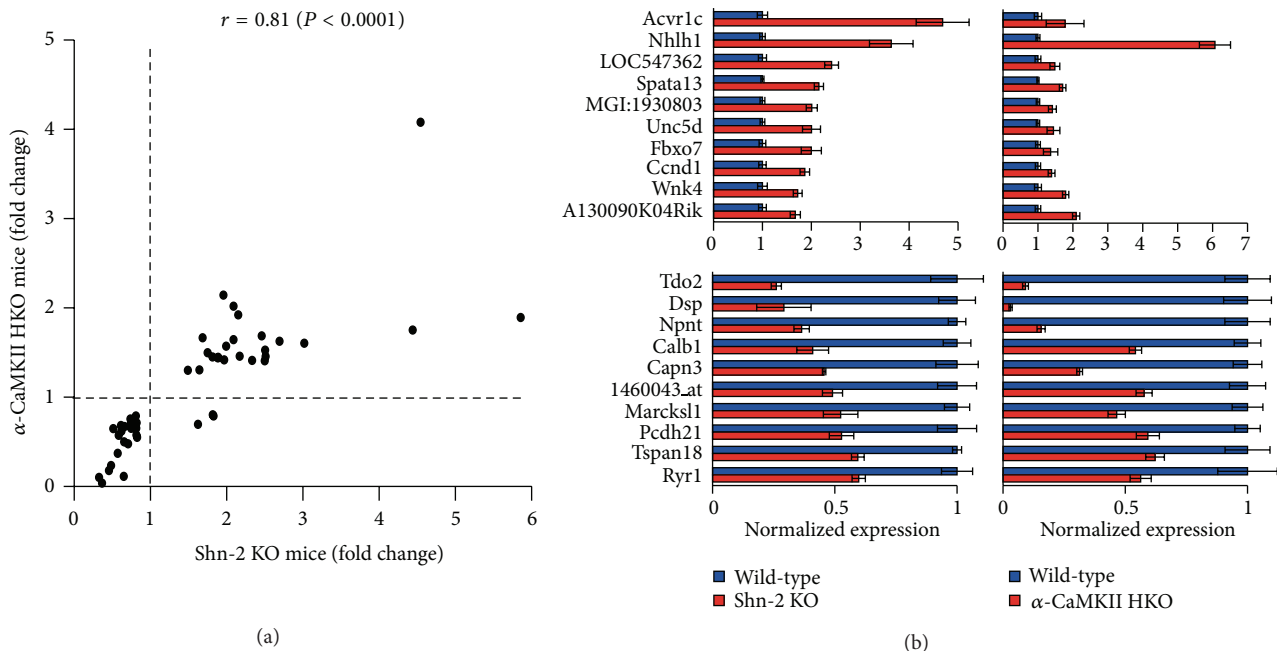 r = 0.81 (P < 0.0001)
5
4
3
2
1
0
α-CaMKII HKO mice (fold change)
0 1 2 3 4 5 6
Shn-2 KO mice (fold change)
(a)
Acvr1c
Nhlh1
LOC547362
Spata13
MGI:1930803
Unc5d
Fbxo7
Ccnd1
Wnk4
A130090K04Rik
0 1 2 3 4 5
0 1 2 3 4 5 6 7
Tdo2
Dsp
Npnt
Calb1
Capn3
1460043_at
Marcksl1
Pcdh21
Tspan18
Ryr1
0 0.5 1
Normalized expression
0 0.5 1
Normalized expression
Wild-type
Shn-2 KO
Wild-type
α-CaMKII HKO
(b)